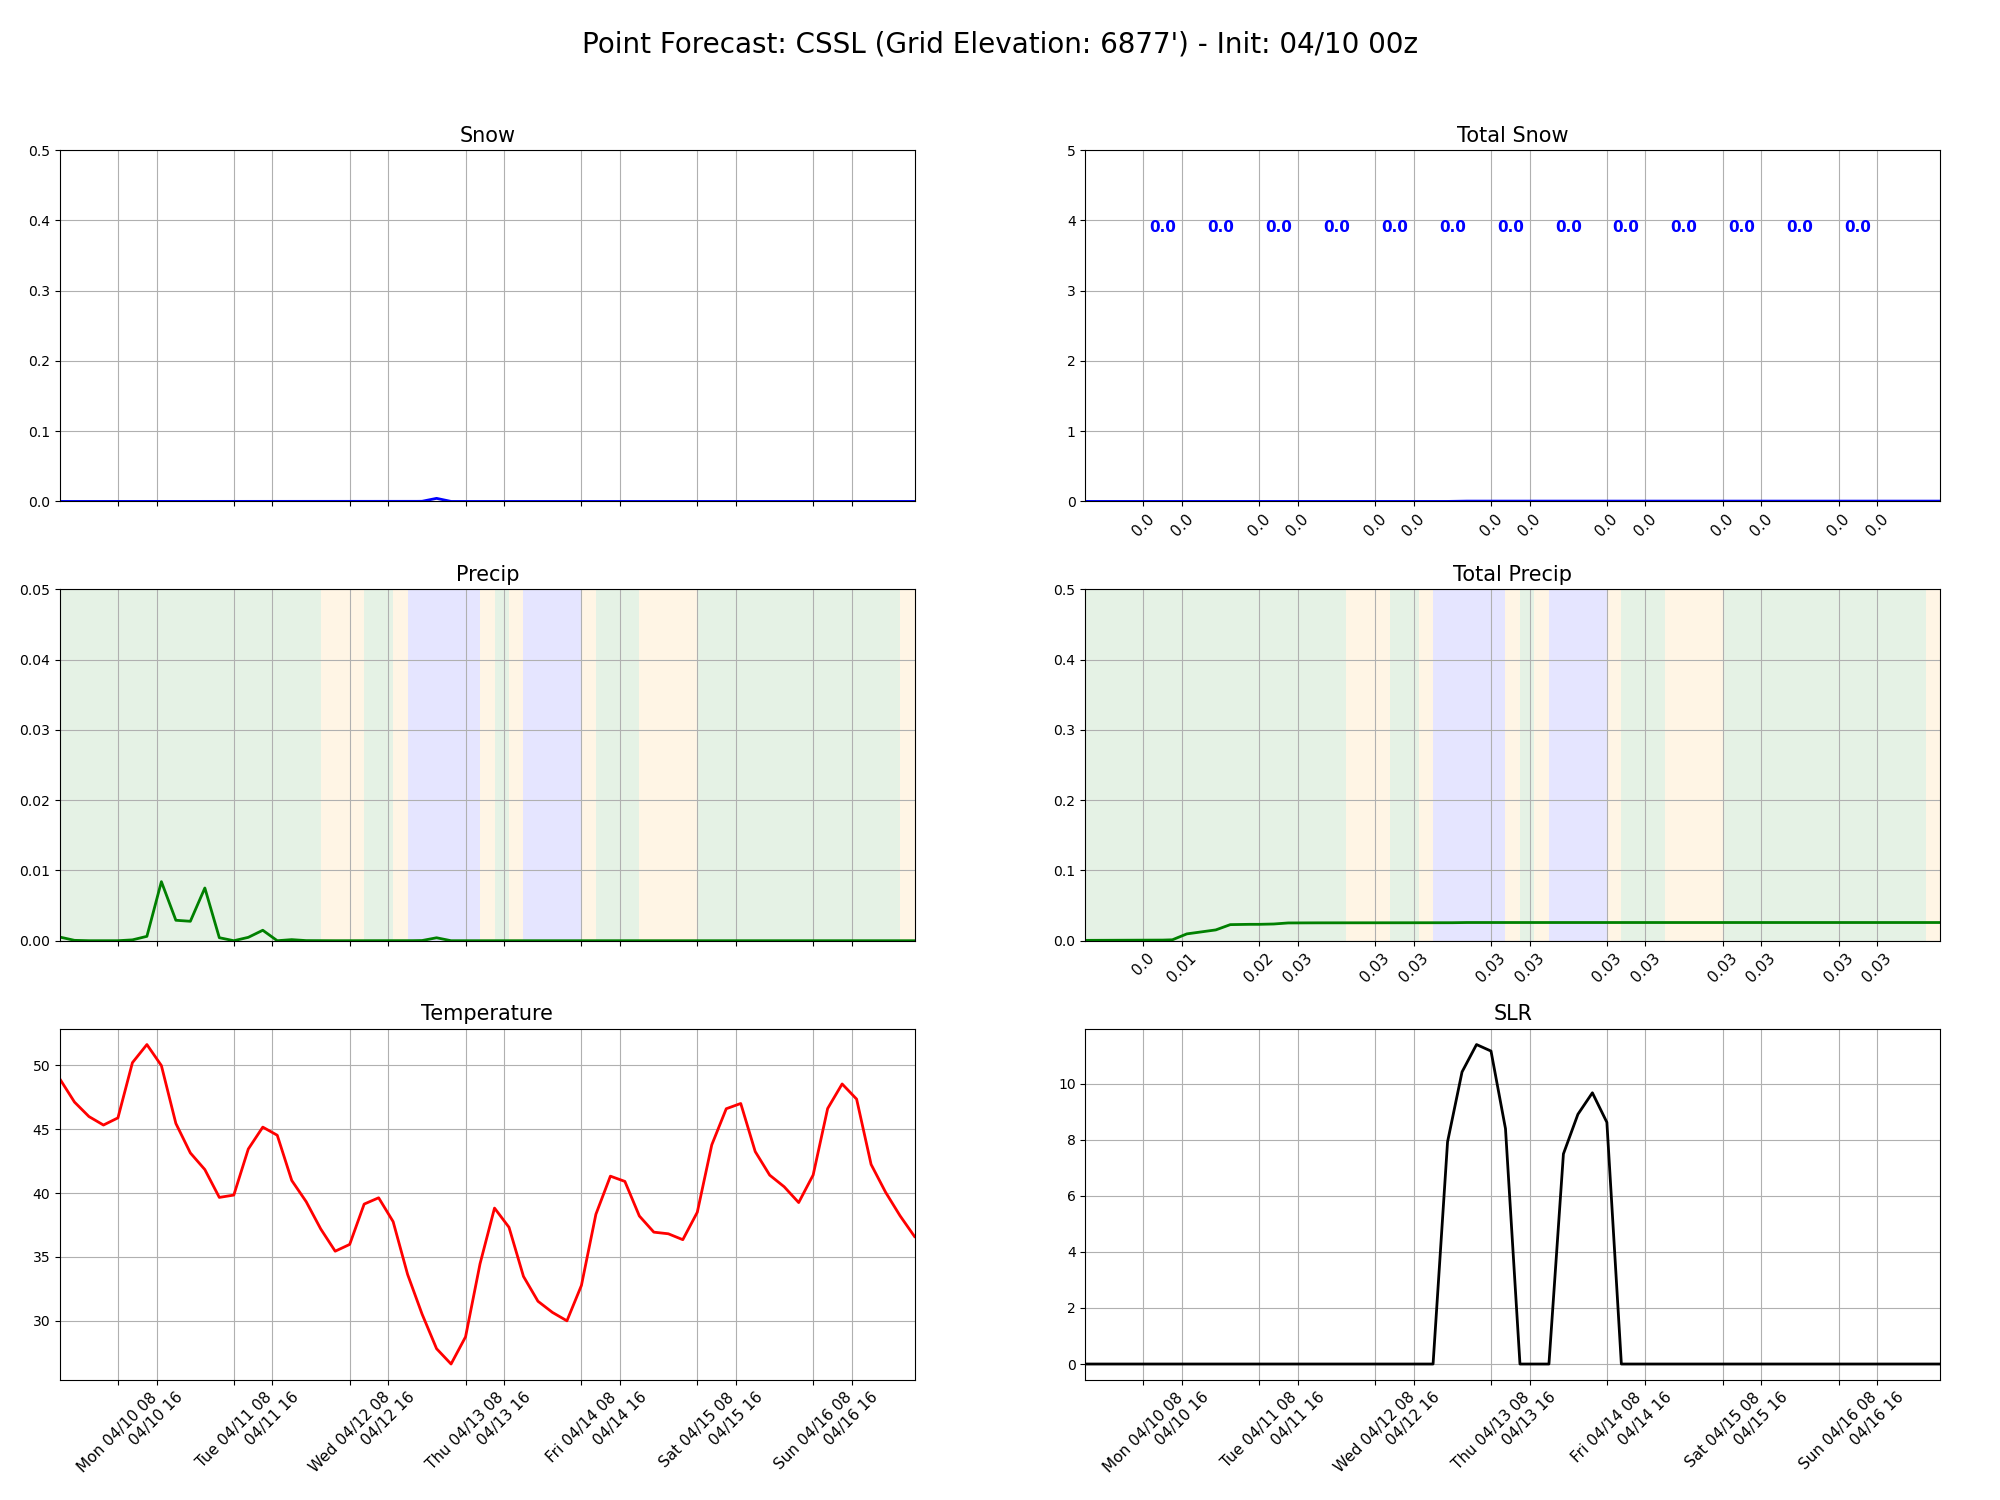 Point Forecast: CSSL (Grid Elevation: 6877') - Init: 04/10 00z
Snow
0.5
0.4
0.3
0.2
0.1
0.0
Total Snow
5
4
3
2
1
0
0.0 0.0 0.0 0.0 0.0 0.0 0.0 0.0 0.0 0.0 0.0 0.0 0.0
0.0 0.0 0.0 0.0 0.0 0.0 0.0 0.0 0.0 0.0 0.0 0.0 0.0 0.0
Precip
0.05
0.04
0.03
0.02
0.01
0.00
Total Precip
0.5
0.4
0.3
0.2
0.1
0.0
0.0 0.01 0.02 0.03 0.03 0.03 0.03 0.03 0.03 0.03 0.03 0.03 0.03 0.03
Temperature
50
45
40
35
30
Mon 04/10 08
04/10 16
Tue 04/11 08
04/11 16
Wed 04/12 08
04/12 16
Thu 04/13 08
04/13 16
Fri 04/14 08
04/14 16
Sat 04/15 08
04/15 16
Sun 04/16 08
04/16 16
SLR
10
8
6
4
2
0
Mon 04/10 08
04/10 16
Tue 04/11 08
04/11 16
Wed 04/12 08
04/12 16
Thu 04/13 08
04/13 16
Fri 04/14 08
04/14 16
Sat 04/15 08
04/15 16
Sun 04/16 08
04/16 16